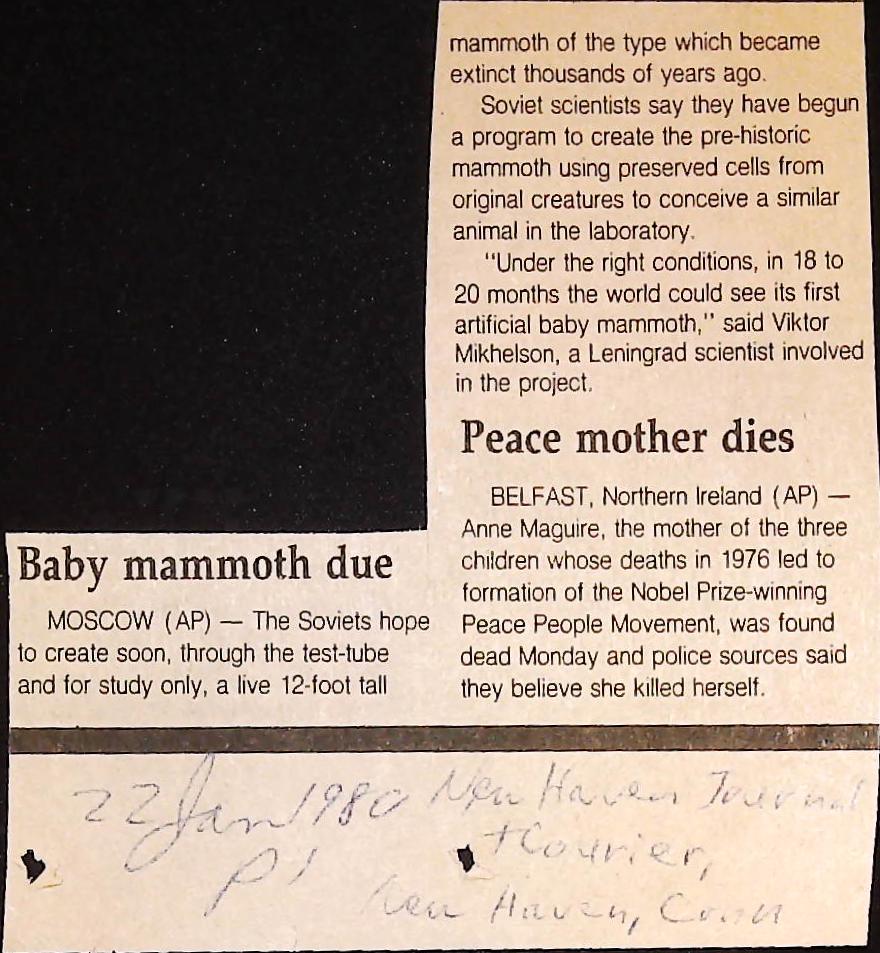 Baby mammoth due
MOSCOW (AP) — The Soviets hope
to create soon, through the test-tube
and for study only, a live 12-foot tall
mammoth of the type which became
extinct thousands of years ago.
Soviet scientists say they have begun
a program to create the pre-historic
mammoth using preserved cells from
original creatures to conceive a similar
animal in the laboratory.
"Under the right conditions, in 18 to
20 months the world could see its first
artificial baby mammoth," said Viktor
Mikhelson, a Leningrad scientist involved
in the project.
Peace mother dies
BELFAST, Northern Ireland (AP) —
Anne Maguire, the mother of the three
children whose deaths in 1976 led to
formation of the Nobel Prize-winning
Peace People Movement, was found
dead Monday and police sources said
they believe she killed herself.
22 Jan 1980 New Haven Journal
+Courier,
p1
New Haven, Conn